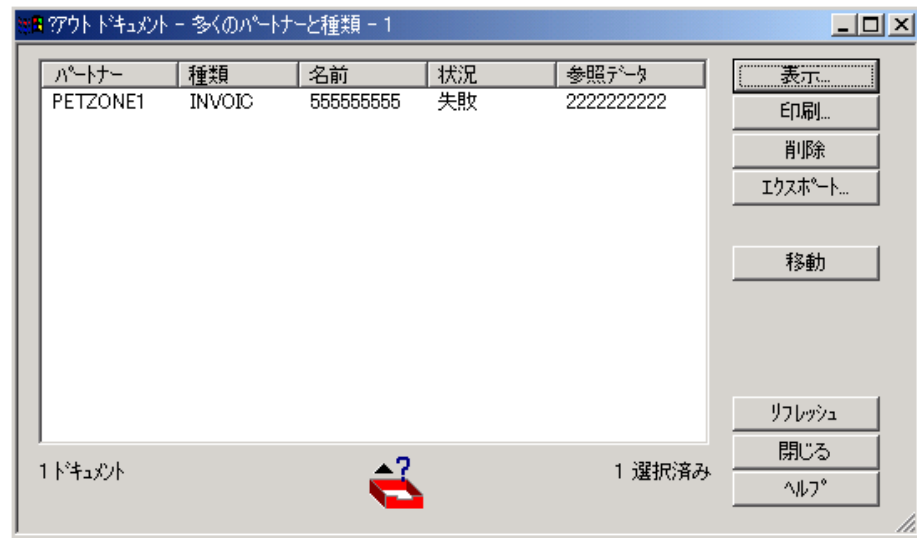 ?アウト ドキュメント - 多くのパートナーと種類 - 1
パートナー 種類 名前 状況 参照データ
PETZONE1 INVOIC 555555555 失敗 2222222222
表示...
印刷...
削除
エクスポート...
移動
リフレッシュ
閉じる
ヘルプ
1 ドキュメント
?
1 選択済み